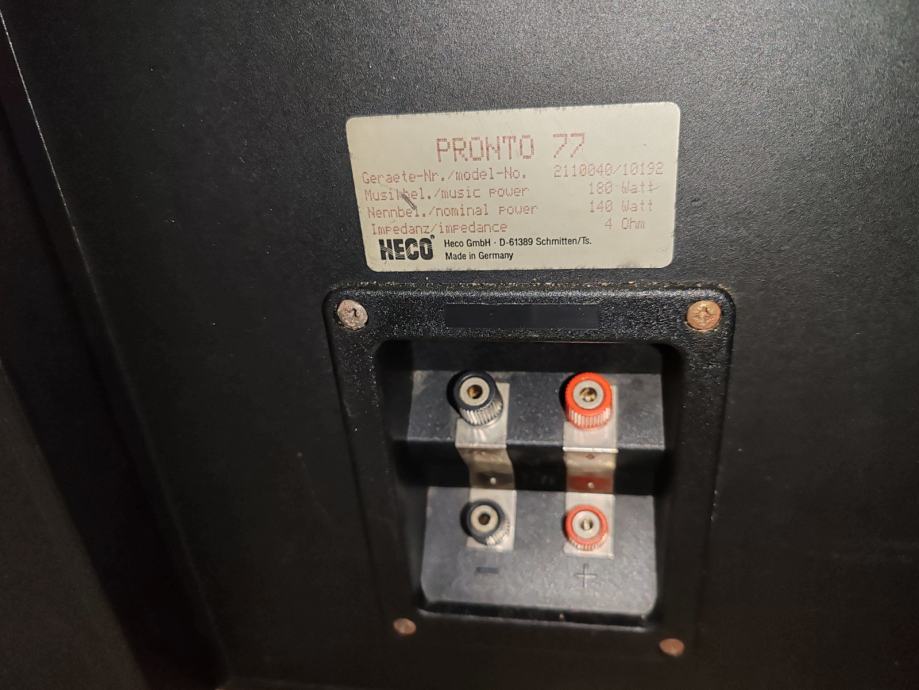 PRONTO 77
Geraete-Nr./model-No. 2110040/10192
Musikbel./music power 180 Watt
Nennbel./nominal power 140 Watt
Impedanz/impedance 4 Ohm
HECO® Heco GmbH · D-61389 Schmitten/Ts.
Made in Germany
- +